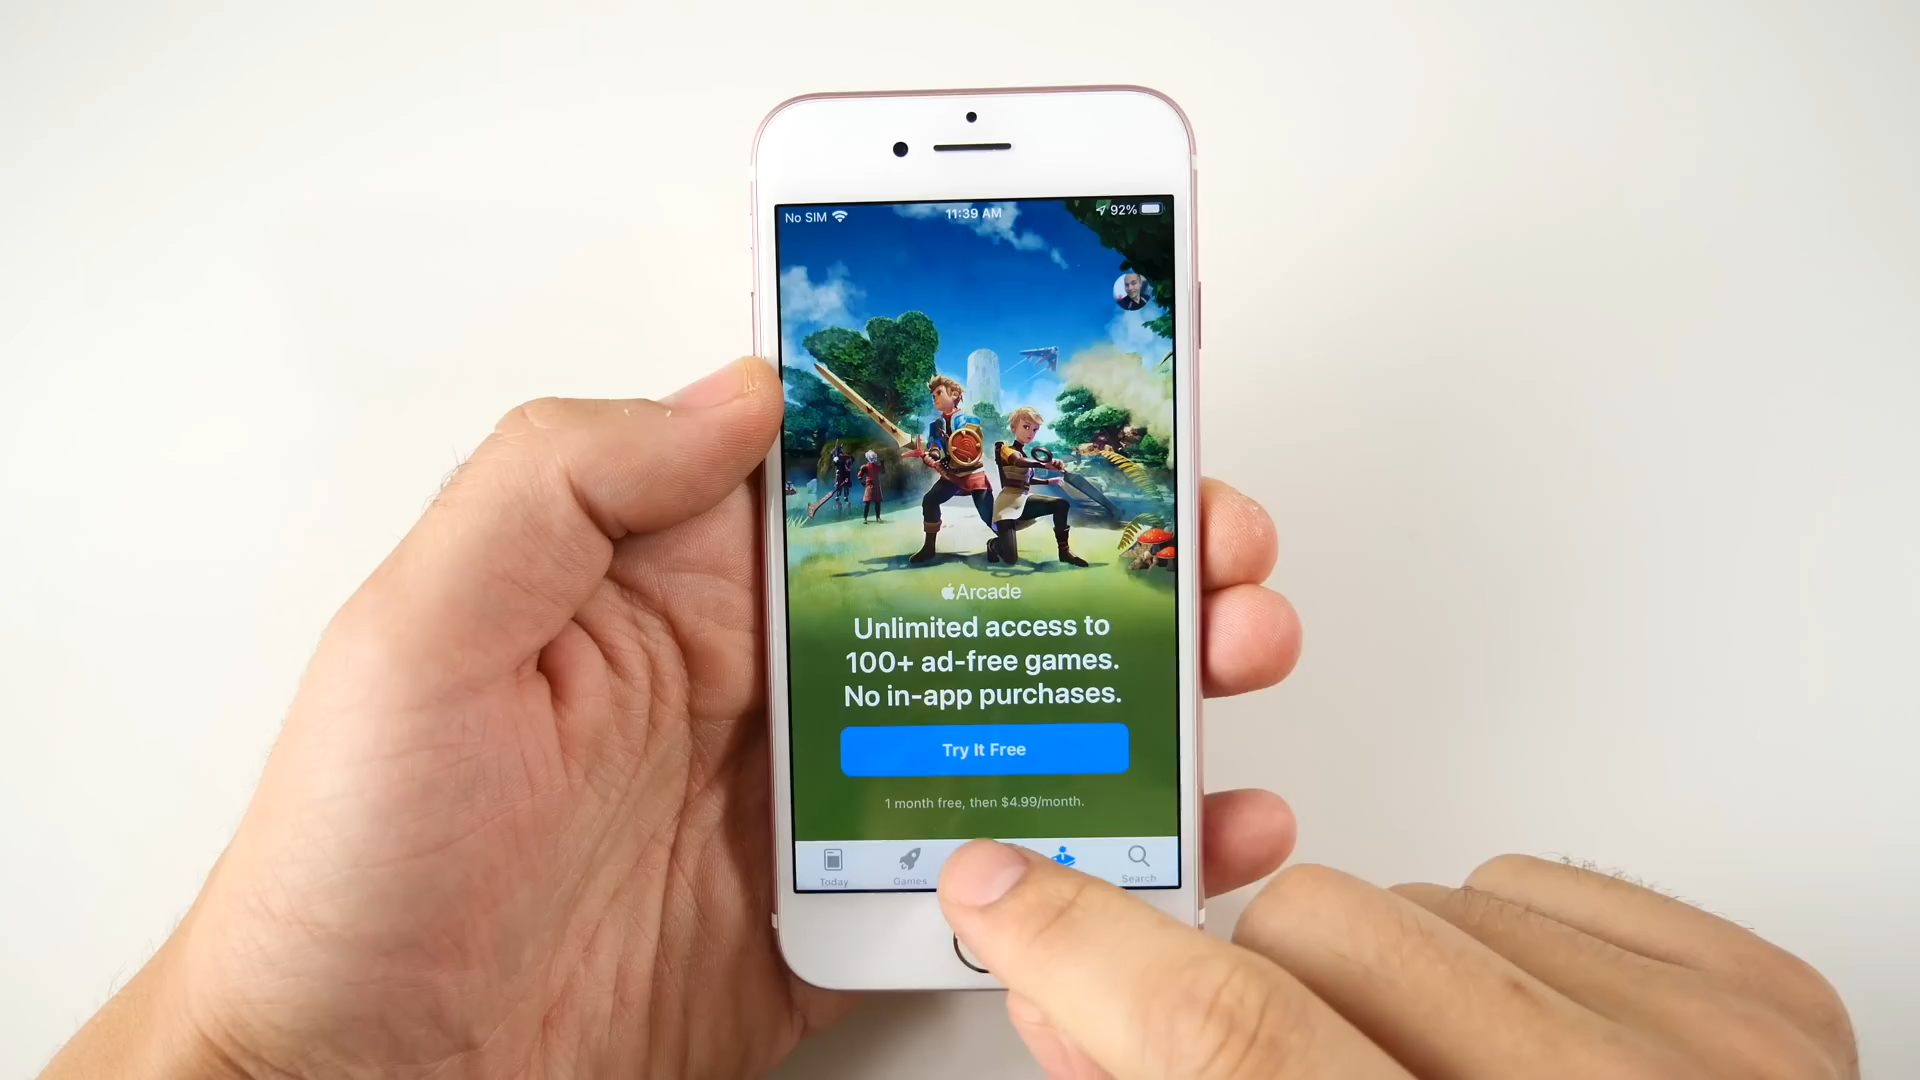 No SIM 11:39 AM 92%
Arcade
Unlimited access to
100+ ad-free games.
No in-app purchases.
Try It Free
1 month free, then $4.99/month.
Today Games Search